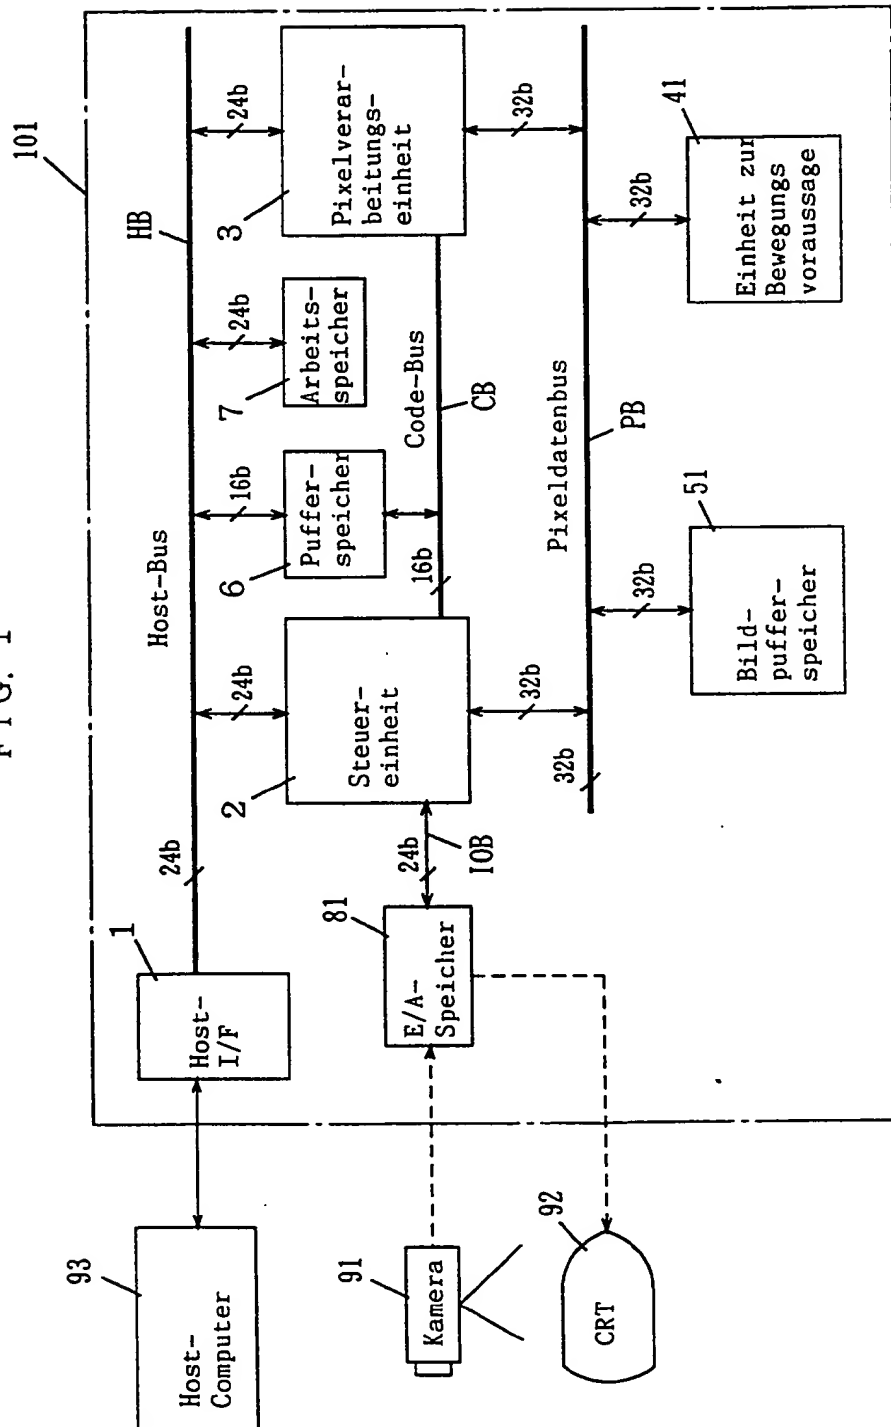 FIG. 1
101
93
Host-
Computer
1
Host-
I/F
24b
Host-Bus
HB
24b
16b
24b
24b
2
Steuer-
einheit
6
Puffer-
speicher
7
Arbeits-
speicher
3
Pixelverar-
beitungs-
einheit
91
Kamera
81
E/A-
Speicher
24b
IOB
16b
Code-Bus
CB
92
CRT
32b
32b
32b
Pixeldatenbus
PB
32b
32b
51
Bild-
puffer-
speicher
41
Einheit zur
Bewegungs
voraussage